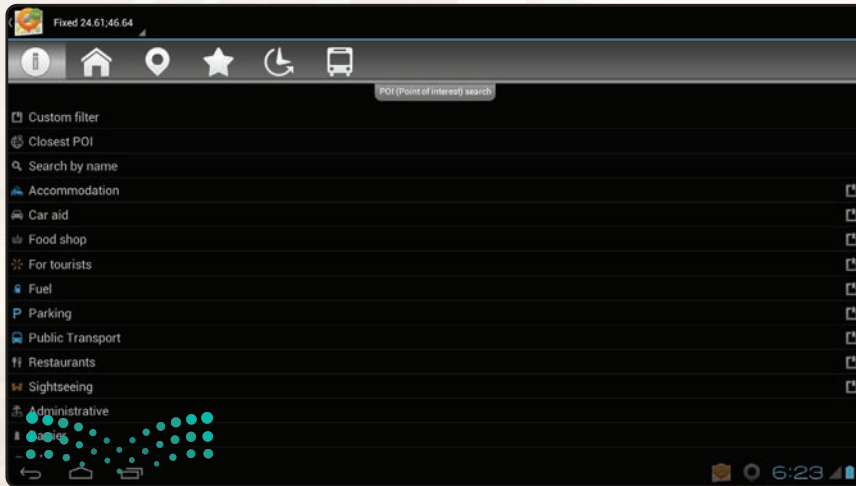 Fixed 24.61;46.64
POI (Point of interest) search
Custom filter
Closest POI
Search by name
Accommodation
Car aid
Food shop
For tourists
Fuel
P Parking
Public Transport
Restaurants
Sightseeing
Administrative
Barrier
6:23